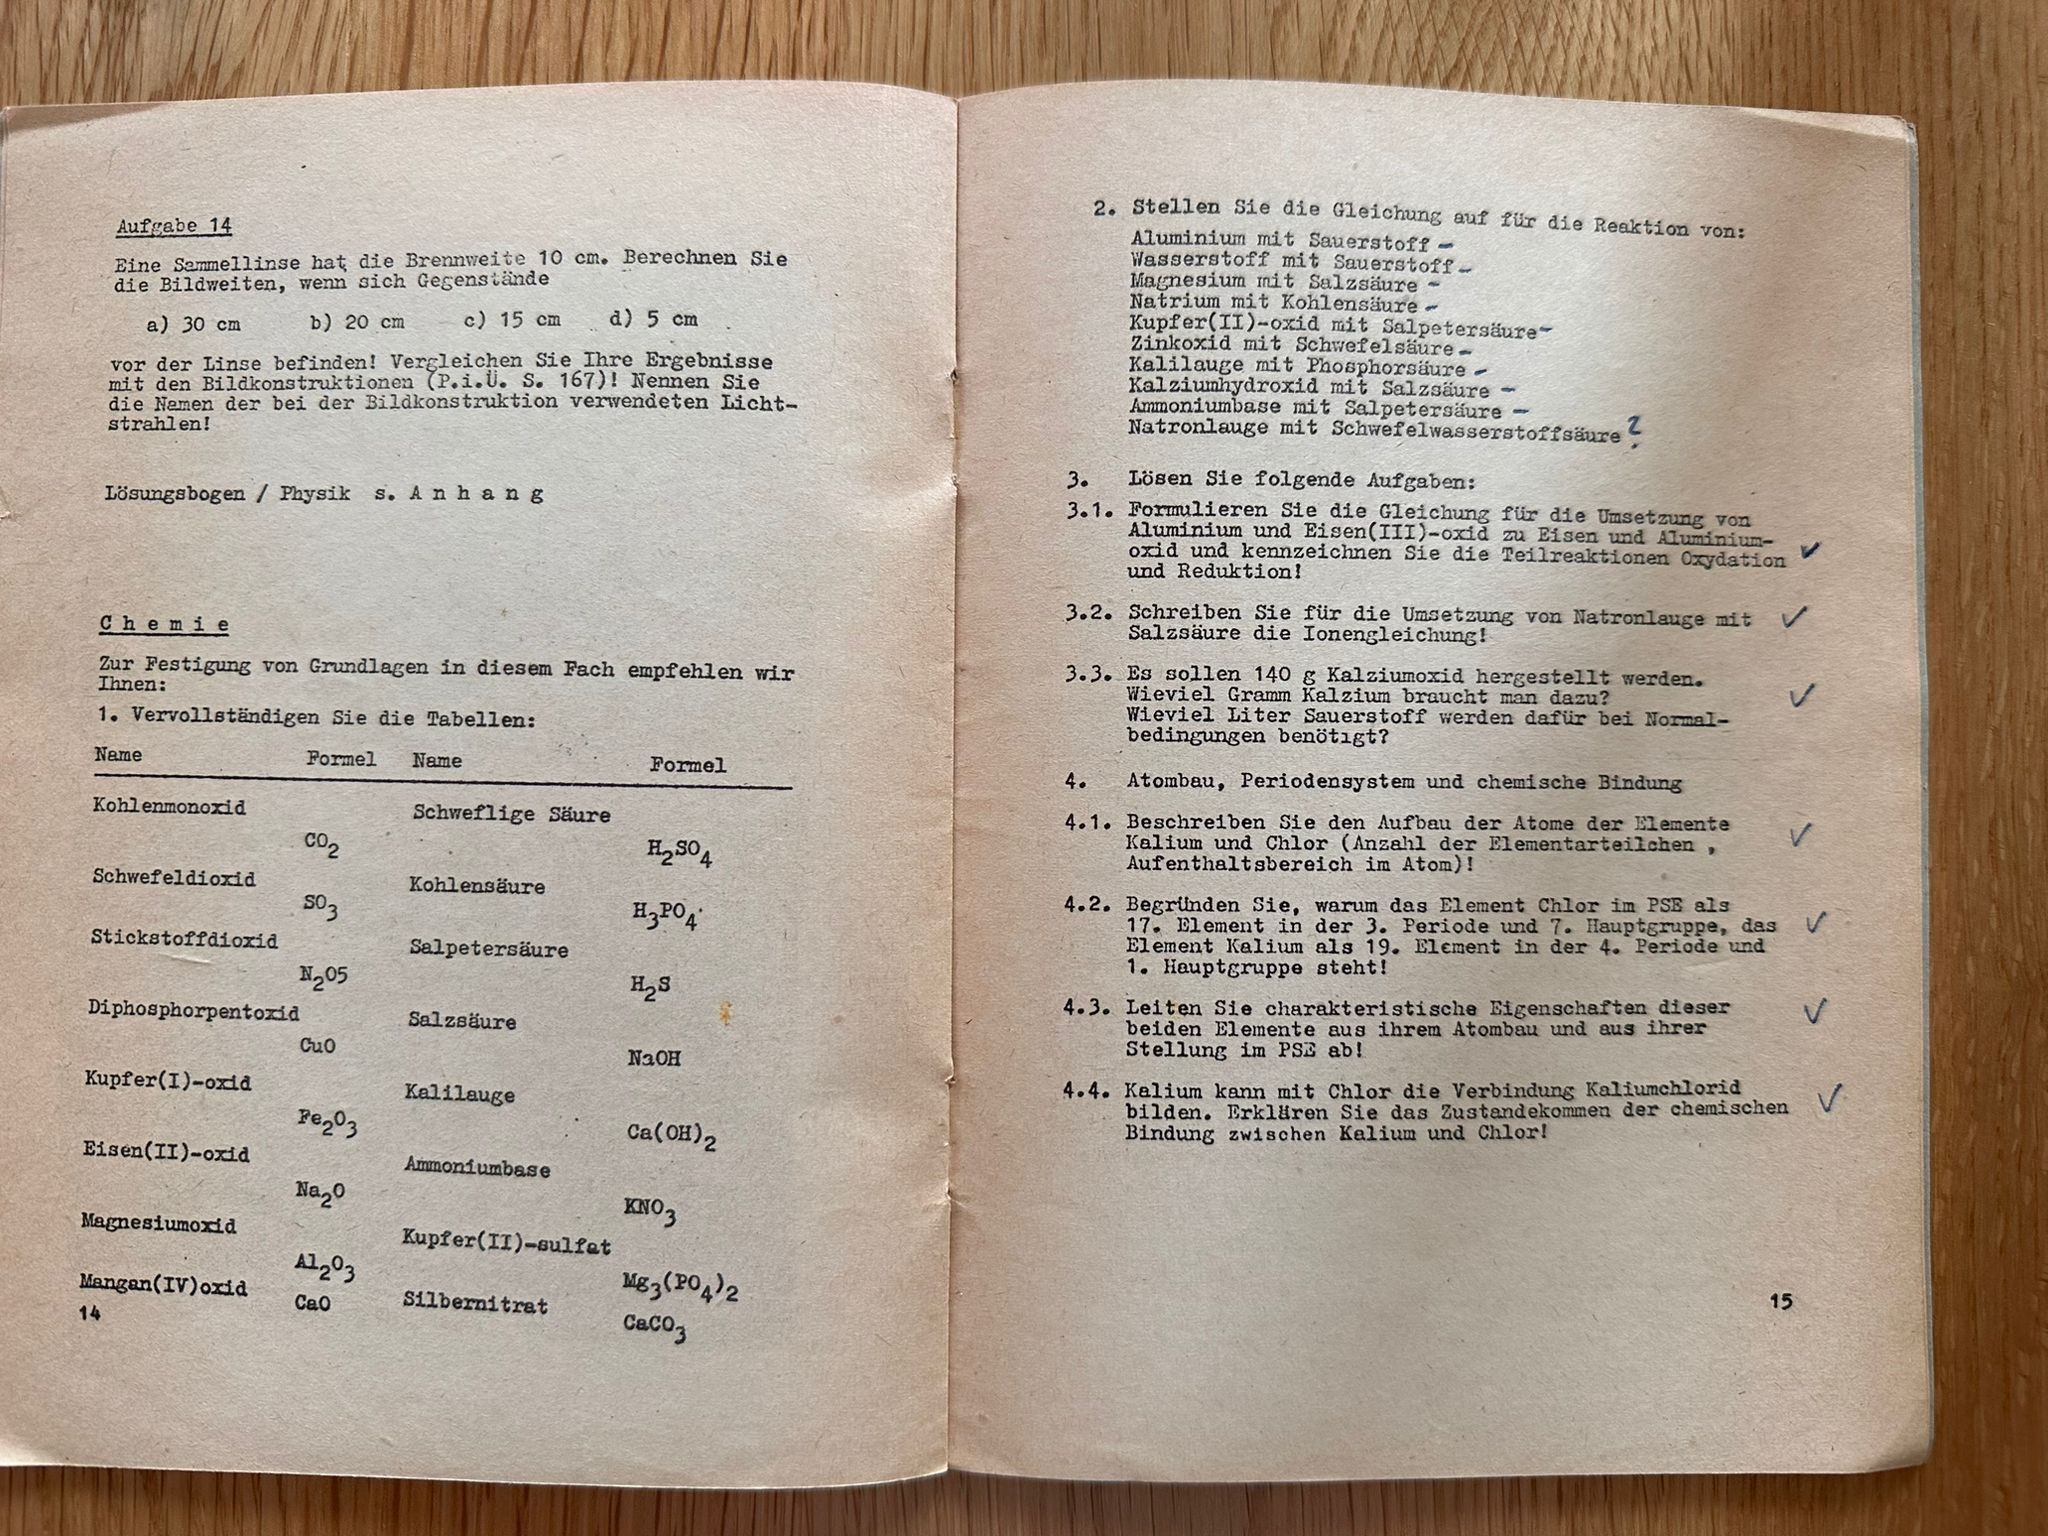 Aufgabe 14
Eine Sammellinse hat die Brennweite 10 cm. Berechnen Sie
die Bildweiten, wenn sich Gegenstände
a) 30 cm b) 20 cm c) 15 cm d) 5 cm
vor der Linse befinden! Vergleichen Sie Ihre Ergebnisse
mit den Bildkonstruktionen (P.i.Ü. S. 167)! Nennen Sie
die Namen der bei der Bildkonstruktion verwendeten Licht-
strahlen!
Lösungsbogen / Physik s. A n h a n g
C h e m i e
Zur Festigung von Grundlagen in diesem Fach empfehlen wir
Ihnen:
1. Vervollständigen Sie die Tabellen:
Name Formel Name Formel
Kohlenmonoxid Schweflige Säure
CO2 H2SO4
Schwefeldioxid Kohlensäure
SO3 H3PO4
Stickstoffdioxid Salpetersäure
N2O5 H2S
Diphosphorpentoxid Salzsäure
CuO NaOH
Kupfer(I)-oxid Kalilauge
Fe2O3 Ca(OH)2
Eisen(II)-oxid Ammoniumbase
Na2O KNO3
Magnesiumoxid Kupfer(II)-sulfat
Al2O3 Mg3(PO4)2
Mangan(IV)oxid Silbernitrat
CaO CaCO3
14
2. Stellen Sie die Gleichung auf für die Reaktion von:
Aluminium mit Sauerstoff –
Wasserstoff mit Sauerstoff –
Magnesium mit Salzsäure –
Natrium mit Kohlensäure –
Kupfer(II)-oxid mit Salpetersäure –
Zinkoxid mit Schwefelsäure –
Kalilauge mit Phosphorsäure –
Kalziumhydroxid mit Salzsäure –
Ammoniumbase mit Salpetersäure –
Natronlauge mit Schwefelwasserstoffsäure ?
3. Lösen Sie folgende Aufgaben:
3.1. Formulieren Sie die Gleichung für die Umsetzung von
Aluminium und Eisen(III)-oxid zu Eisen und Aluminium-
oxid und kennzeichnen Sie die Teilreaktionen Oxydation ✓
und Reduktion!
3.2. Schreiben Sie für die Umsetzung von Natronlauge mit ✓
Salzsäure die Ionengleichung!
3.3. Es sollen 140 g Kalziumoxid hergestellt werden.
Wieviel Gramm Kalzium braucht man dazu? ✓
Wieviel Liter Sauerstoff werden dafür bei Normal-
bedingungen benötigt?
4. Atombau, Periodensystem und chemische Bindung
4.1. Beschreiben Sie den Aufbau der Atome der Elemente
Kalium und Chlor (Anzahl der Elementarteilchen , ✓
Aufenthaltsbereich im Atom)!
4.2. Begründen Sie, warum das Element Chlor im PSE als
17. Element in der 3. Periode und 7. Hauptgruppe, das ✓
Element Kalium als 19. Element in der 4. Periode und
1. Hauptgruppe steht!
4.3. Leiten Sie charakteristische Eigenschaften dieser ✓
beiden Elemente aus ihrem Atombau und aus ihrer
Stellung im PSE ab!
4.4. Kalium kann mit Chlor die Verbindung Kaliumchlorid ✓
bilden. Erklären Sie das Zustandekommen der chemischen
Bindung zwischen Kalium und Chlor!
15